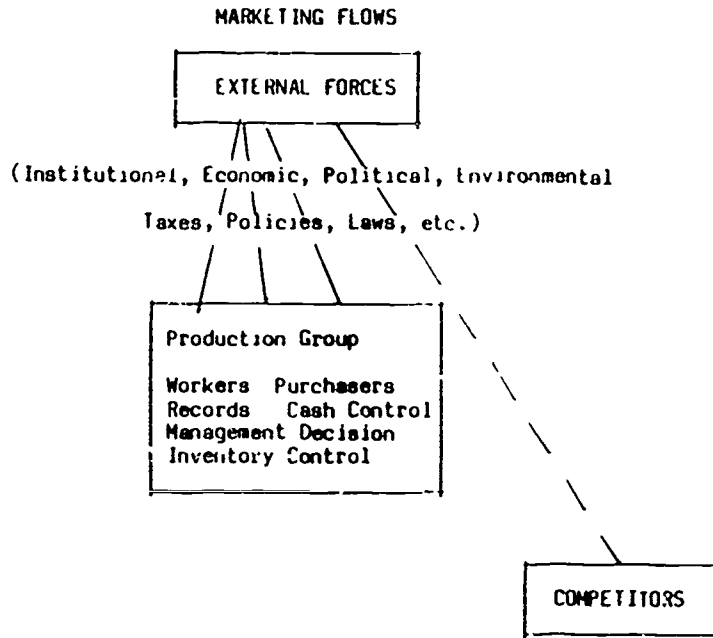 MARKETING FLOWS
EXTERNAL FORCES
(Institutional, Economic, Political, Environmental
Taxes, Policies, Laws, etc.)
Production Group
Workers Purchasers
Records Cash Control
Management Decision
Inventory Control
COMPETITORS